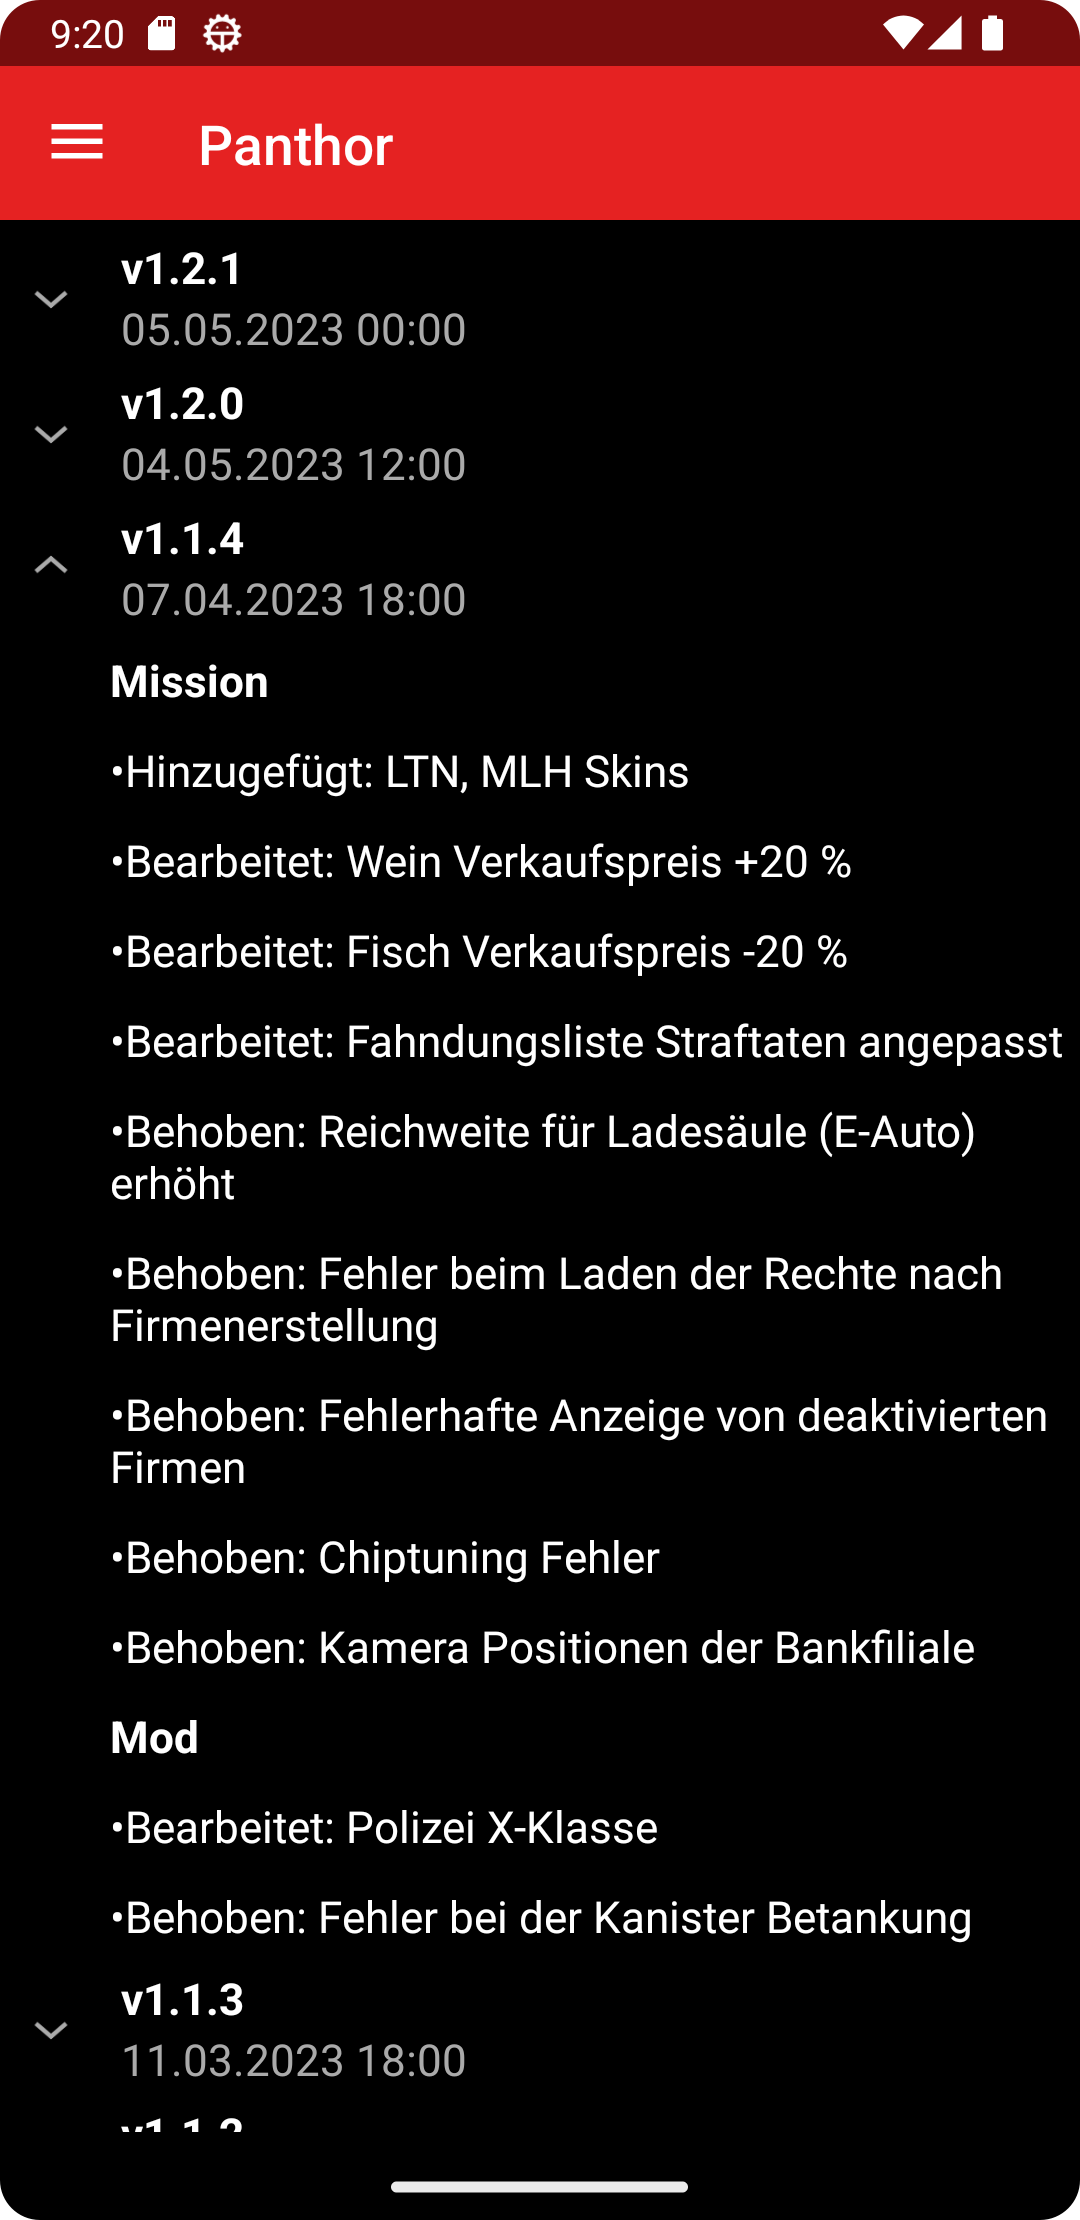 9:20
Panthor
v1.2.1
05.05.2023 00:00
v1.2.0
04.05.2023 12:00
v1.1.4
07.04.2023 18:00
Mission
•Hinzugefügt: LTN, MLH Skins
•Bearbeitet: Wein Verkaufspreis +20 %
•Bearbeitet: Fisch Verkaufspreis -20 %
•Bearbeitet: Fahndungsliste Straftaten angepasst
•Behoben: Reichweite für Ladesäule (E-Auto)
erhöht
•Behoben: Fehler beim Laden der Rechte nach
Firmenerstellung
•Behoben: Fehlerhafte Anzeige von deaktivierten
Firmen
•Behoben: Chiptuning Fehler
•Behoben: Kamera Positionen der Bankfiliale
Mod
•Bearbeitet: Polizei X-Klasse
•Behoben: Fehler bei der Kanister Betankung
v1.1.3
11.03.2023 18:00